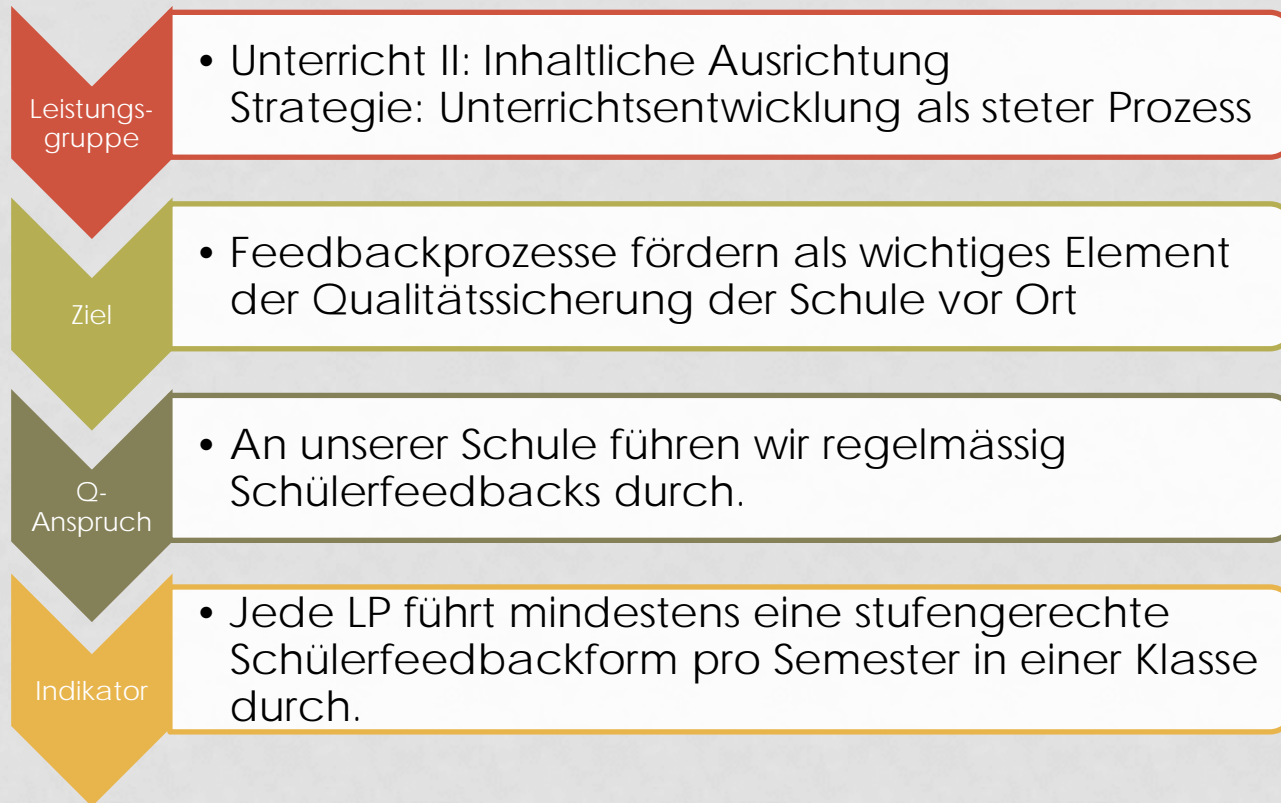 Leistungs-
gruppe
• Unterricht II: Inhaltliche Ausrichtung
Strategie: Unterrichtsentwicklung als steter Prozess
Ziel
• Feedbackprozesse fördern als wichtiges Element
der Qualitätssicherung der Schule vor Ort
Q-
Anspruch
• An unserer Schule führen wir regelmässig
Schülerfeedbacks durch.
Indikator
• Jede LP führt mindestens eine stufengerechte
Schülerfeedbackform pro Semester in einer Klasse
durch.